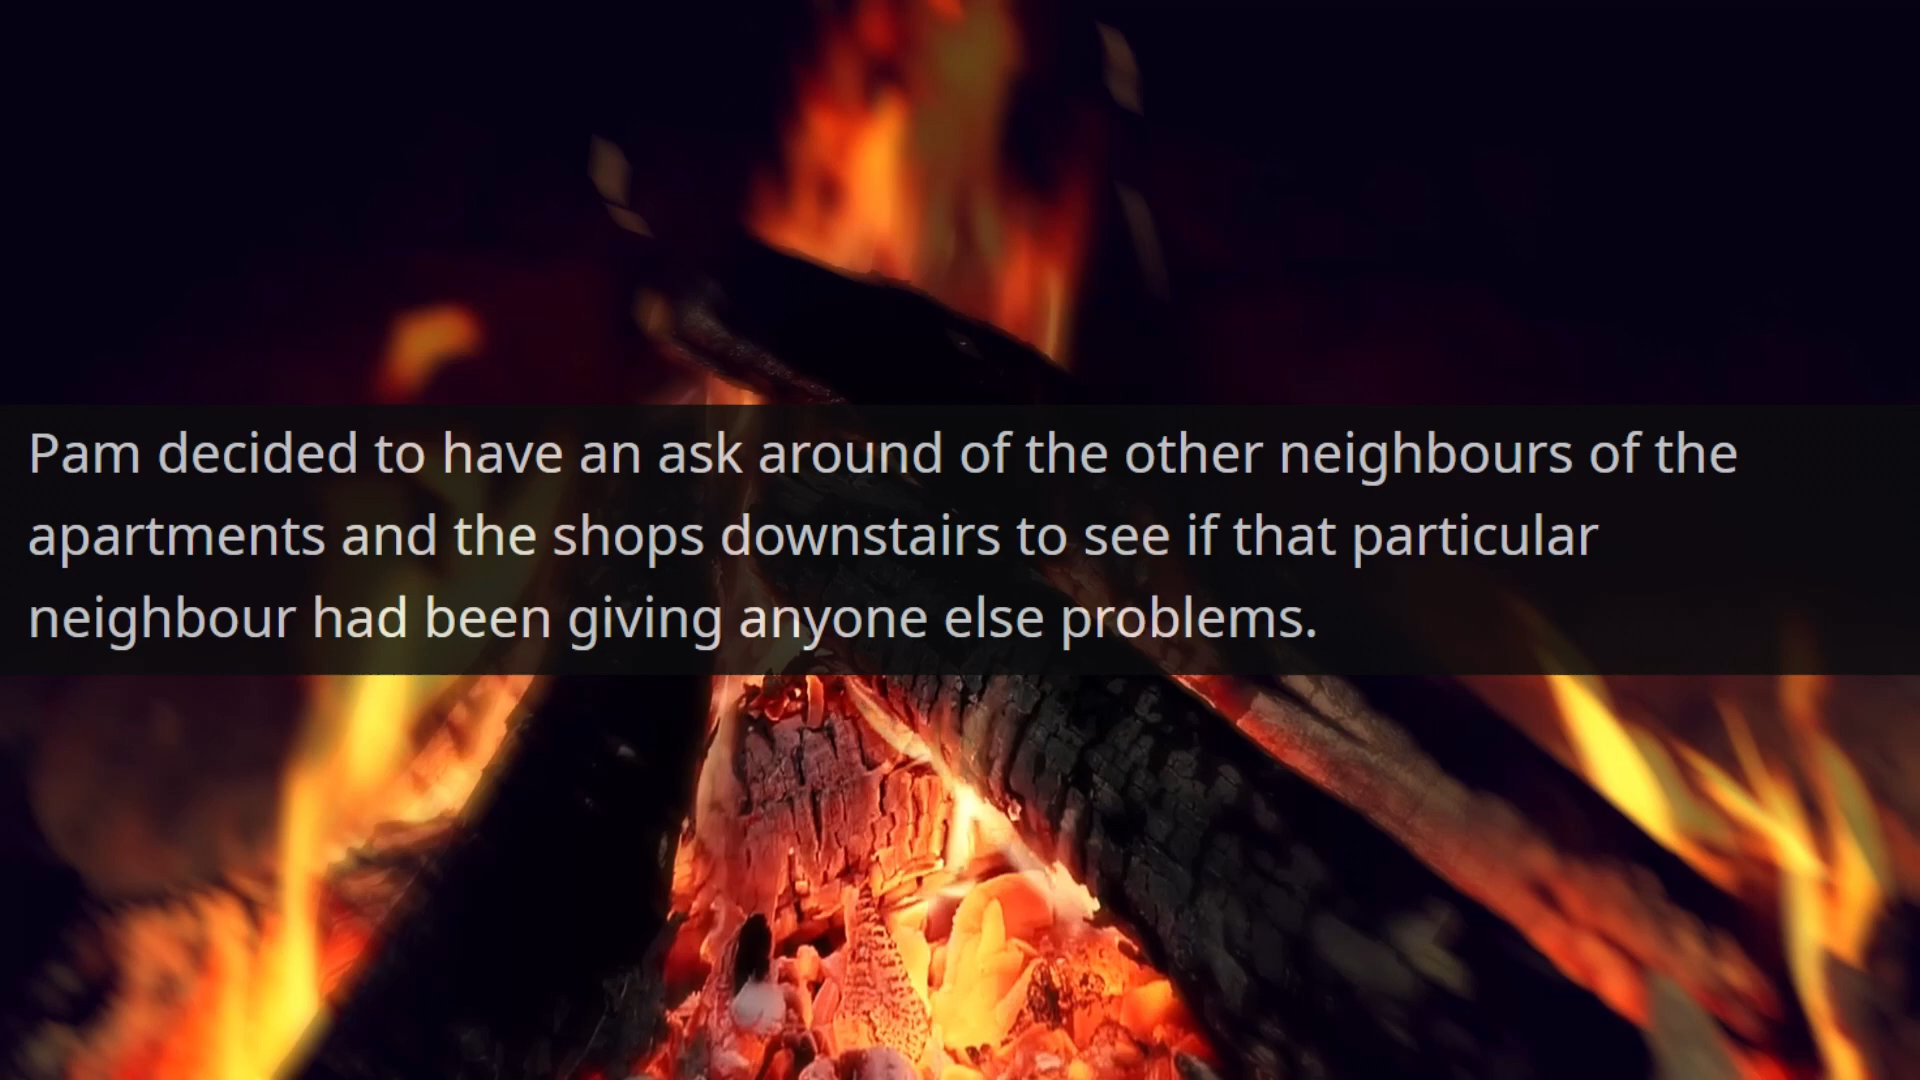 Pam decided to have an ask around of the other neighbours of the
apartments and the shops downstairs to see if that particular
neighbour had been giving anyone else problems.